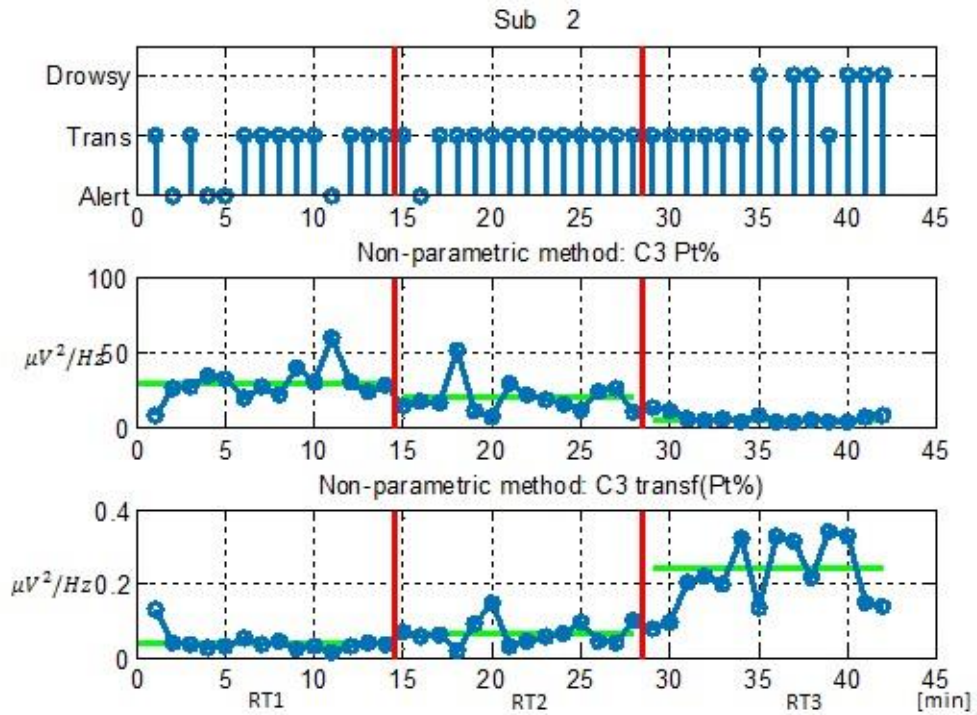 Sub 2
Drowsy
Trans
Alert
0 5 10 15 20 25 30 35 40 45
Non-parametric method: C3 Pt%
100
50
0
μV²/Hz
0 5 10 15 20 25 30 35 40 45
Non-parametric method: C3 transf(Pt%)
0.4
0.2
0
μV²/Hz
0 5 10 15 20 25 30 35 40 45
RT1 RT2 RT3 [min]